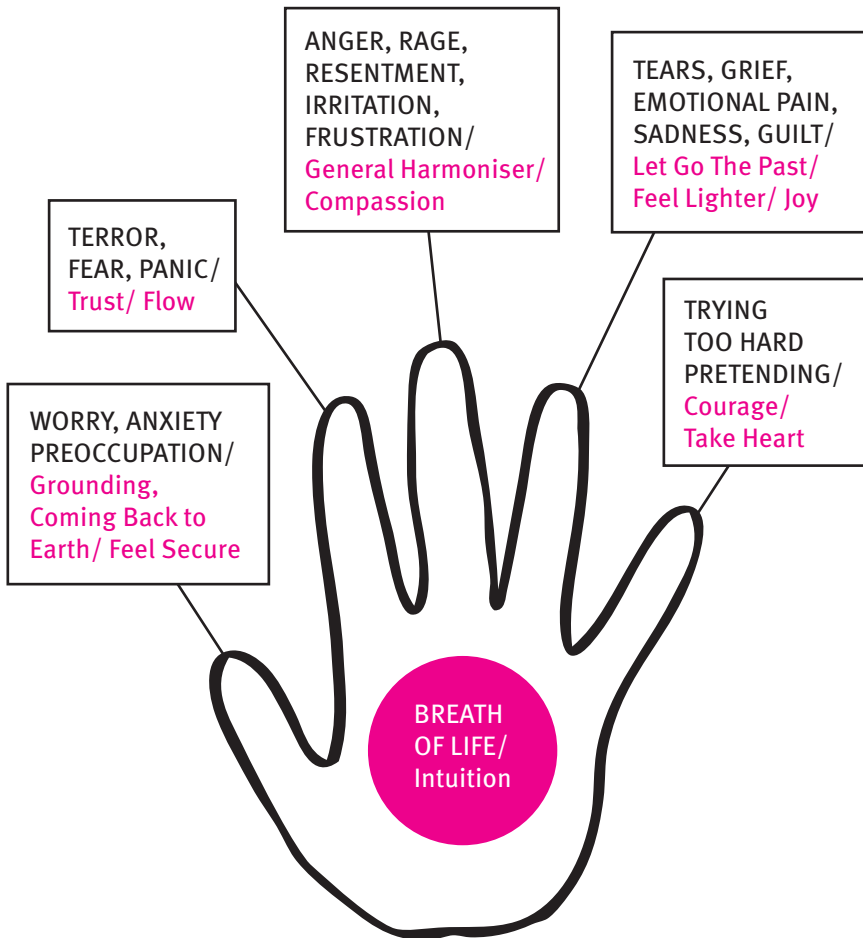 ANGER, RAGE,
RESENTMENT,
IRRITATION,
FRUSTRATION/
General Harmoniser/
Compassion
TEARS, GRIEF,
EMOTIONAL PAIN,
SADNESS, GUILT/
Let Go The Past/
Feel Lighter/ Joy
TERROR,
FEAR, PANIC/
Trust/ Flow
TRYING
TOO HARD
PRETENDING/
Courage/
Take Heart
WORRY, ANXIETY
PREOCCUPATION/
Grounding,
Coming Back to
Earth/ Feel Secure
BREATH
OF LIFE/
Intuition